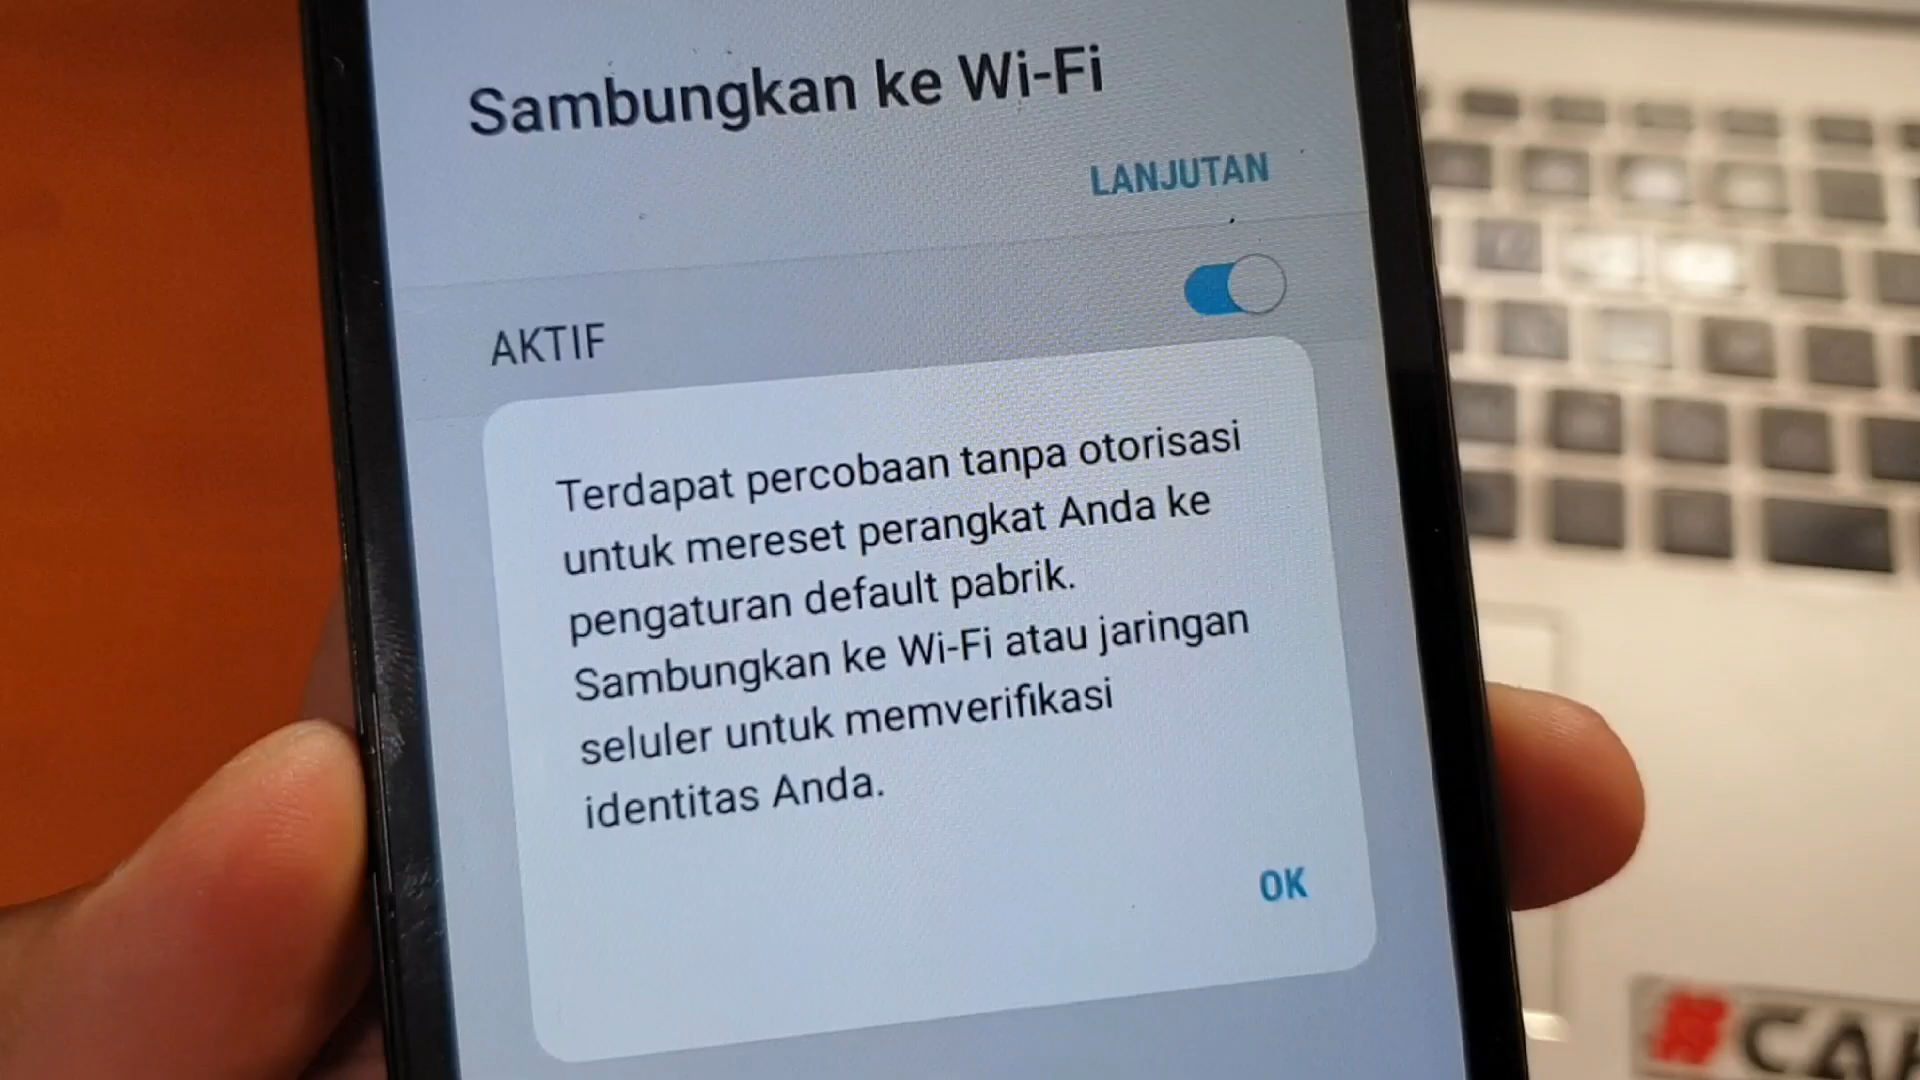 Sambungkan ke Wi-Fi
LANJUTAN
AKTIF
Terdapat percobaan tanpa otorisasi
untuk mereset perangkat Anda ke
pengaturan default pabrik.
Sambungkan ke Wi-Fi atau jaringan
seluler untuk memverifikasi
identitas Anda.
OK